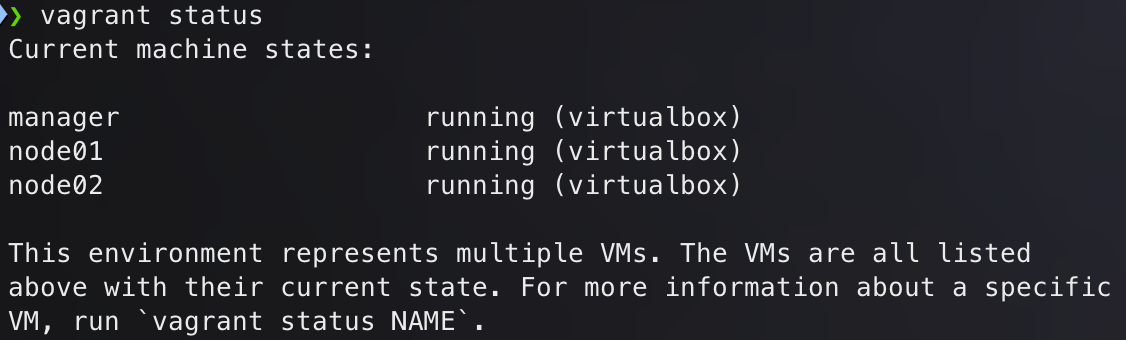 ❯ vagrant status
Current machine states:
manager running (virtualbox)
node01 running (virtualbox)
node02 running (virtualbox)
This environment represents multiple VMs. The VMs are all listed
above with their current state. For more information about a specific
VM, run `vagrant status NAME`.